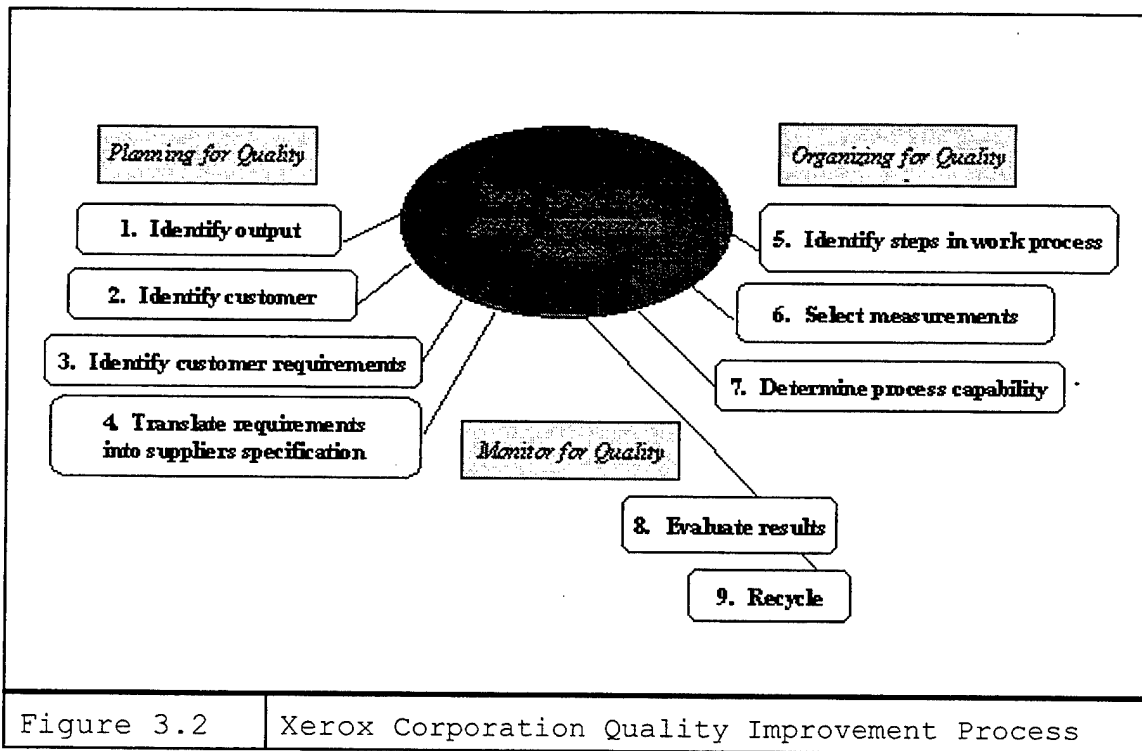 Planning for Quality
1. Identify output
2. Identify customer
3. Identify customer requirements
4. Translate requirements
into suppliers specification
Organizing for Quality
5. Identify steps in work process
6. Select measurements
7. Determine process capability
Monitor for Quality
8. Evaluate results
9. Recycle
Figure 3.2
Xerox Corporation Quality Improvement Process